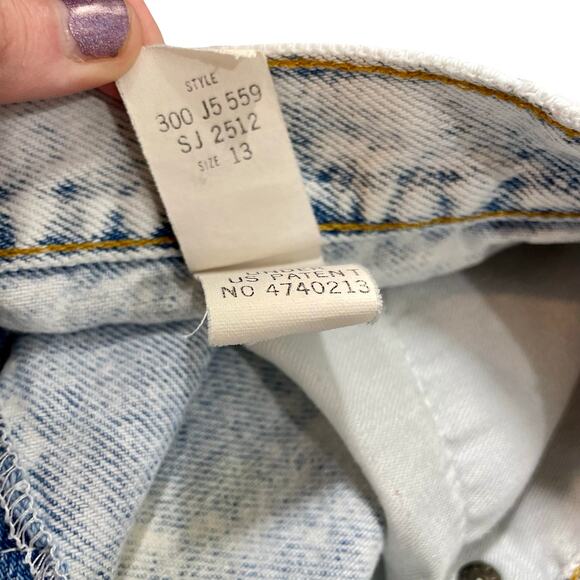 STYLE
300 J5 559
SJ 2512
SIZE 13
US PATENT
NO 4740213